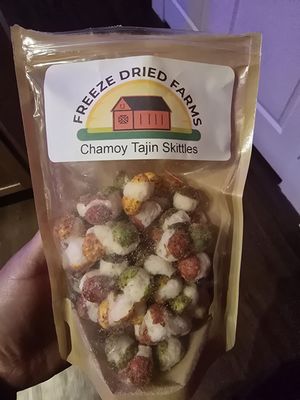 FREEZE DRIED FARMS
Chamoy Tajin Skittles